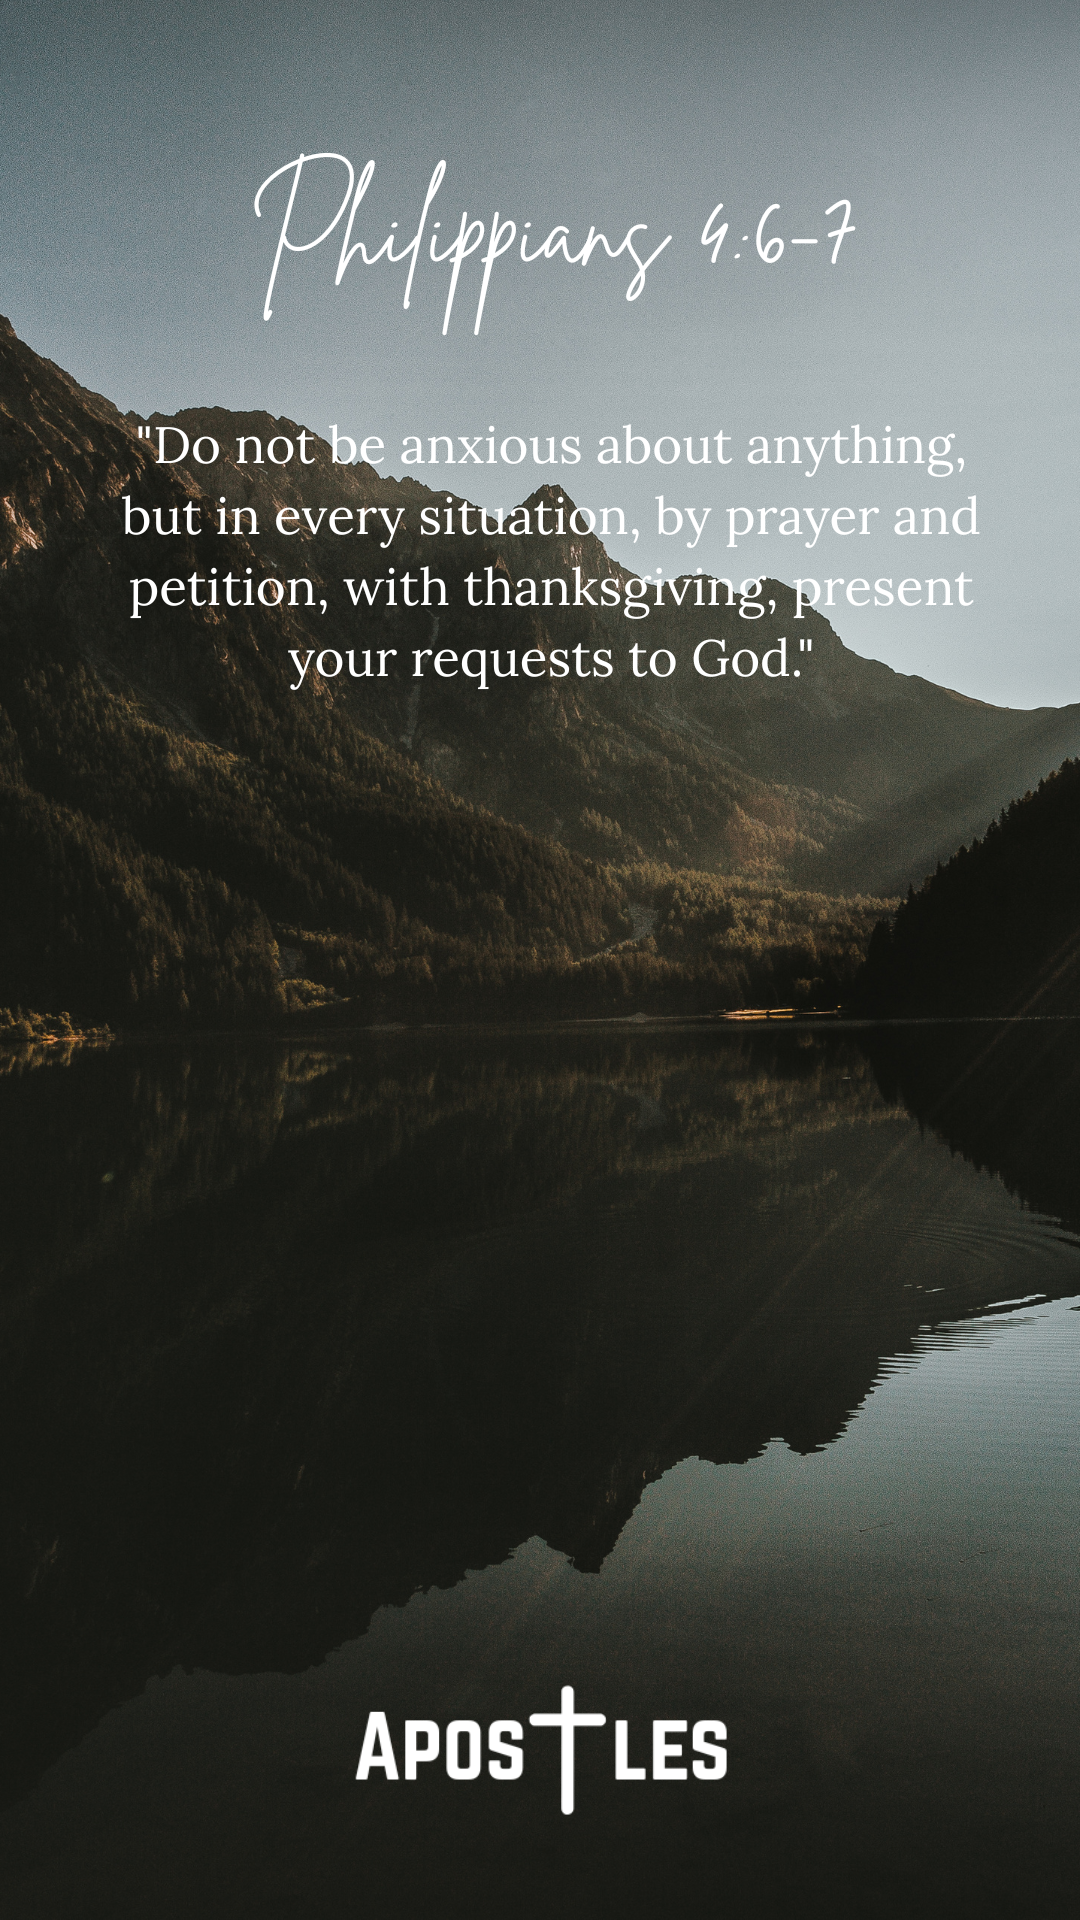 Philippians 4:6-7
"Do not be anxious about anything,
but in every situation, by prayer and
petition, with thanksgiving, present
your requests to God."
APOSTLES